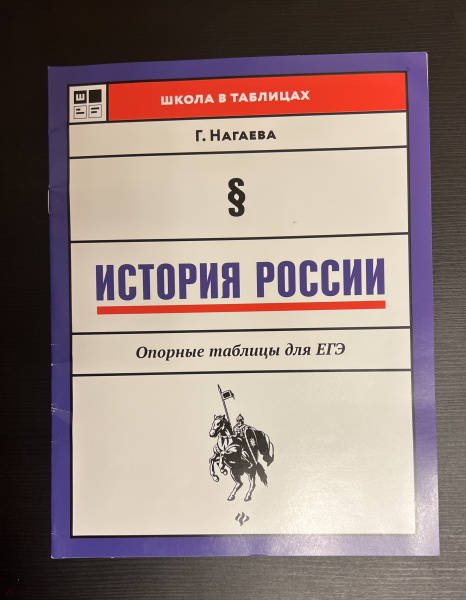 Ш
ШКОЛА В ТАБЛИЦАХ
Г. НАГАЕВА
§
ИСТОРИЯ РОССИИ
Опорные таблицы для ЕГЭ